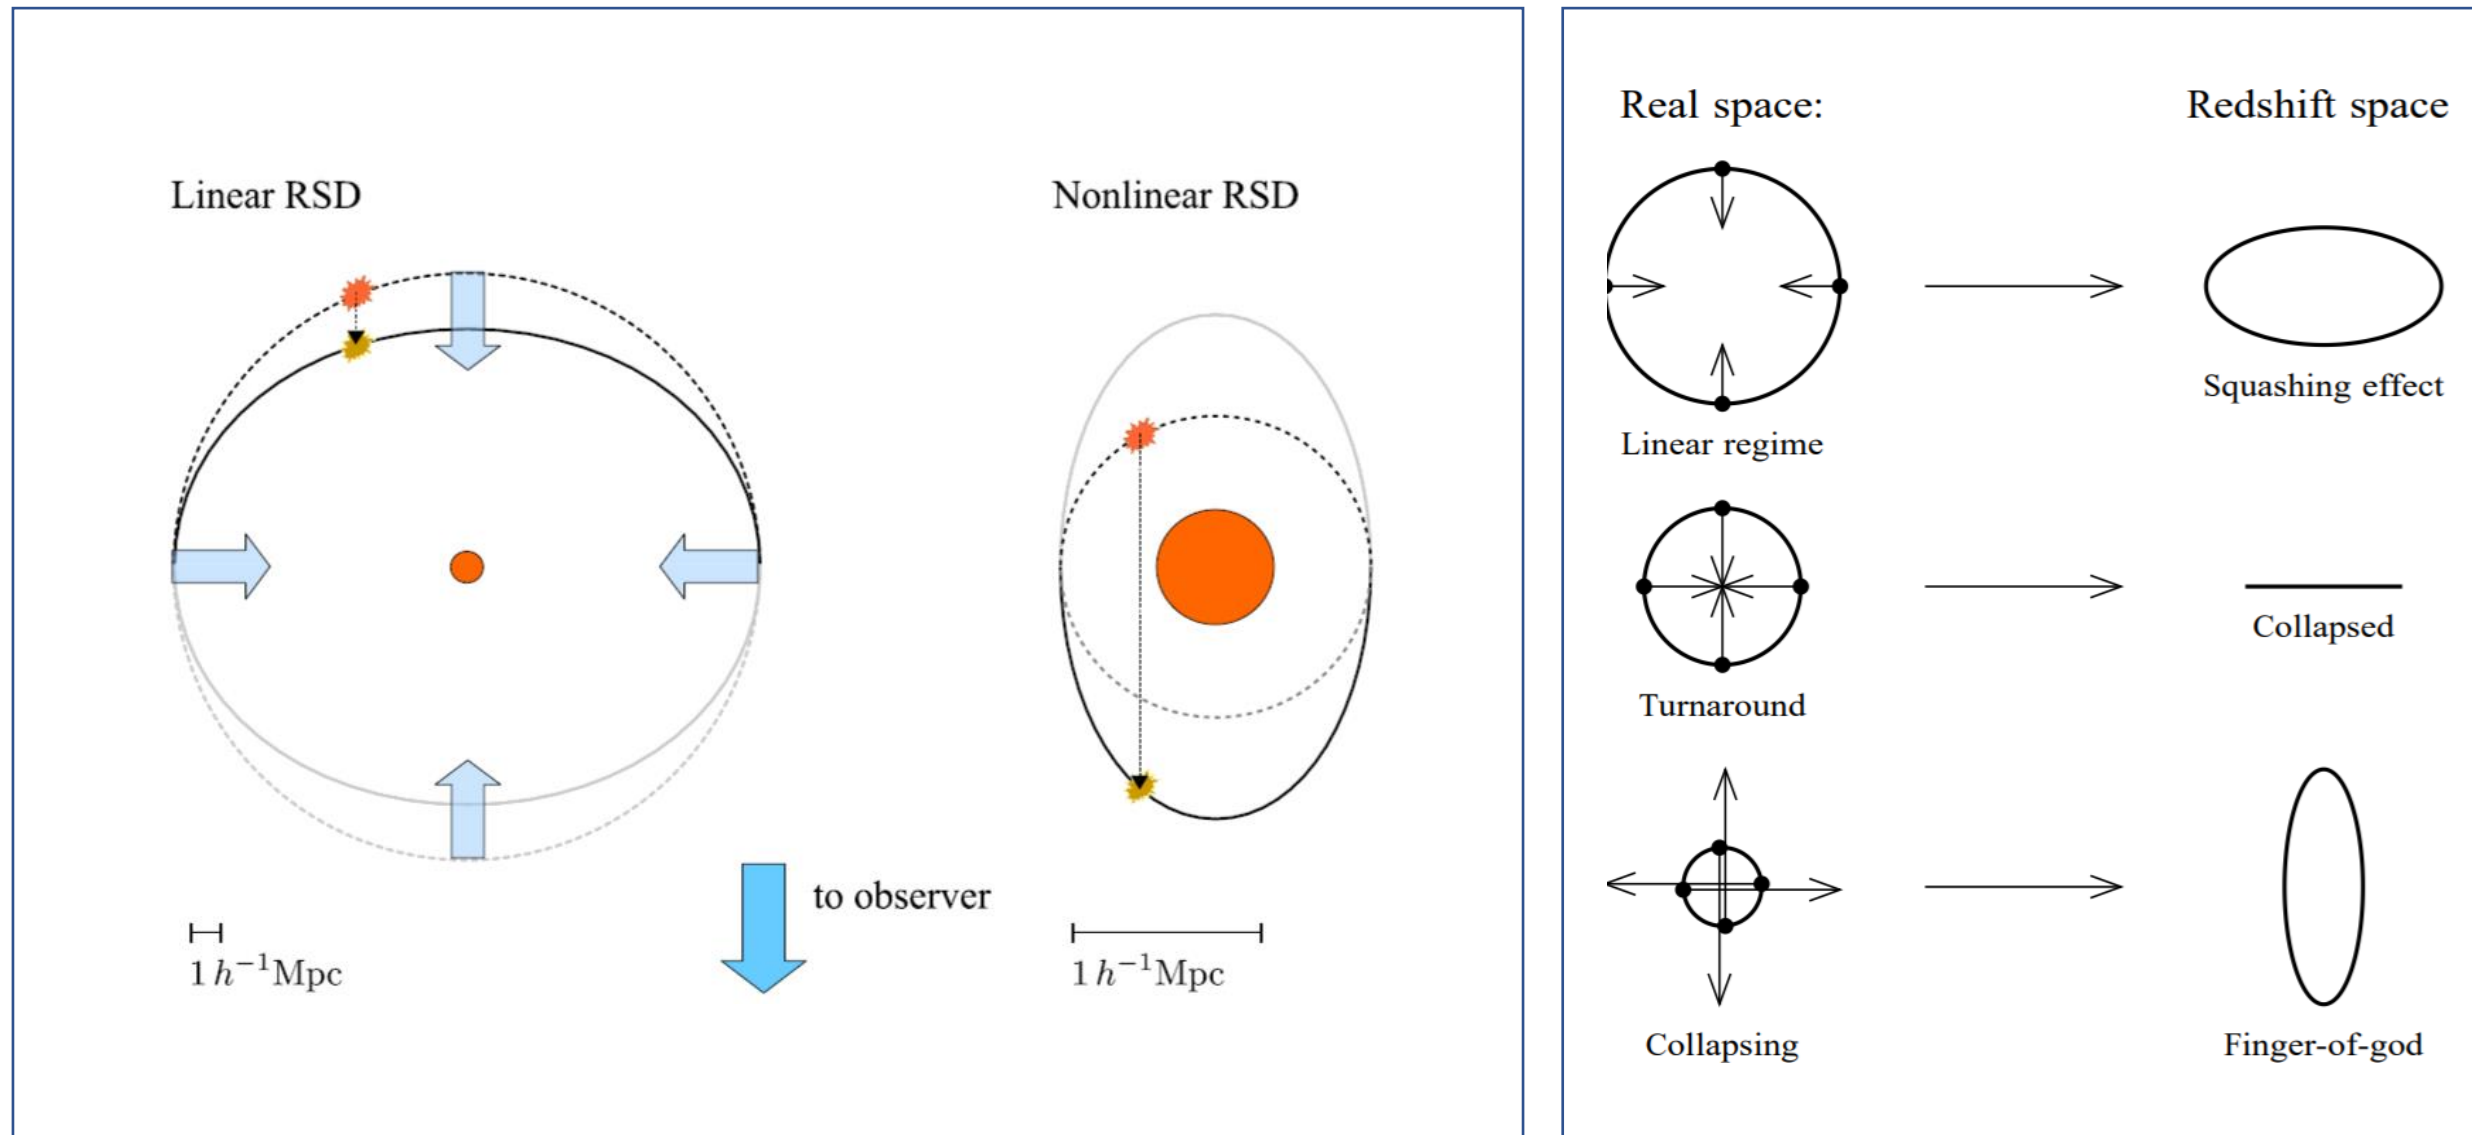 Linear RSD
Nonlinear RSD
to observer
1 h⁻¹Mpc
1 h⁻¹Mpc
Real space:
Redshift space
Squashing effect
Linear regime
Collapsed
Turnaround
Collapsing
Finger-of-god